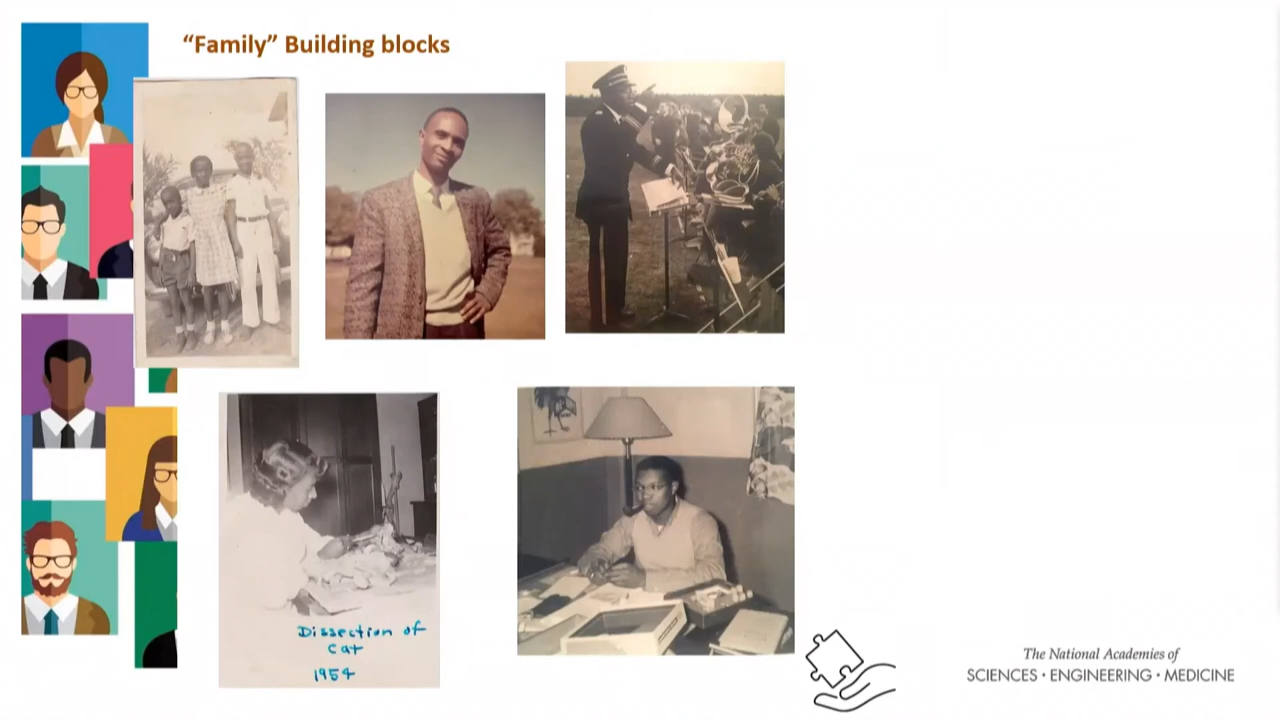 “Family” Building blocks
Dissection of
Cat
1954
The National Academies of
SCIENCES · ENGINEERING · MEDICINE